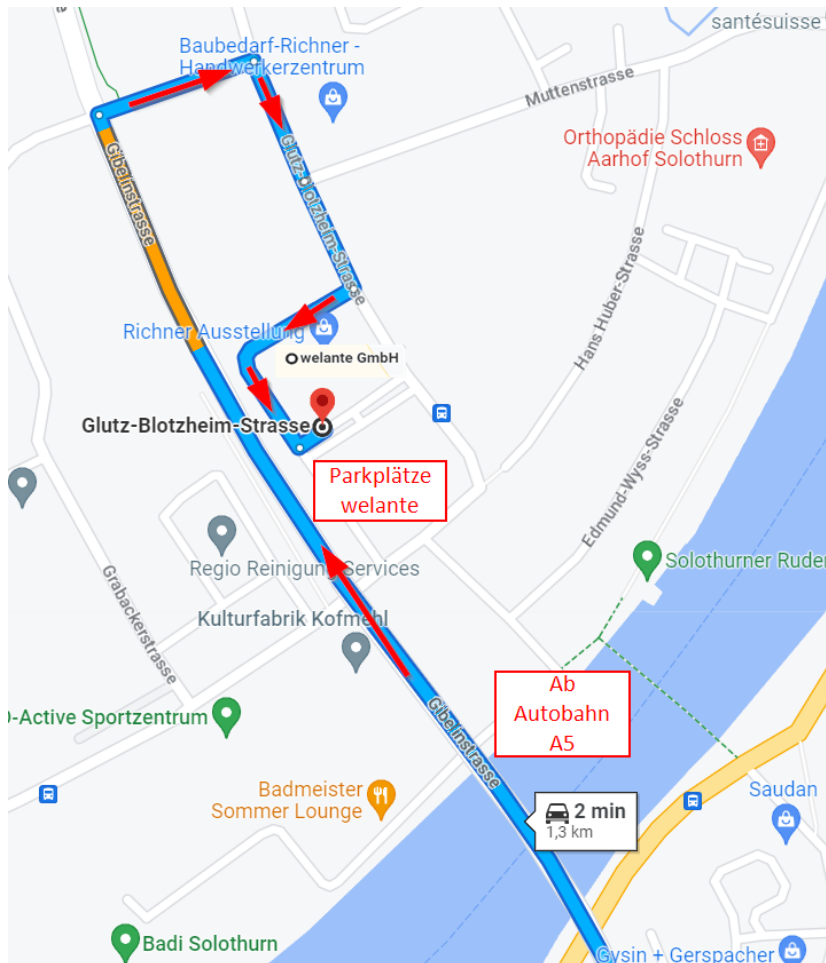 santésuisse
Baubedarf-Richner -
Handwerkerzentrum
Muttenstrasse
Orthopädie Schloss
Aarhof Solothurn
Gibelinstrasse
Glutz-Blotzheim-Strasse
Hans Huber-Strasse
Richner Ausstellung
welante GmbH
Glutz-Blotzheim-Strasse
Parkplätze
welante
Edmund-Wyss-Strasse
Regio Reinigung Services
Solothurner Ruder
Grabackerstrasse
Kulturfabrik Kofmehl
Ab
Autobahn
A5
-Active Sportzentrum
Gibelinstrasse
Badmeister
Sommer Lounge
2 min
1,3 km
Saudan
Badi Solothurn
Gysin + Gerspacher